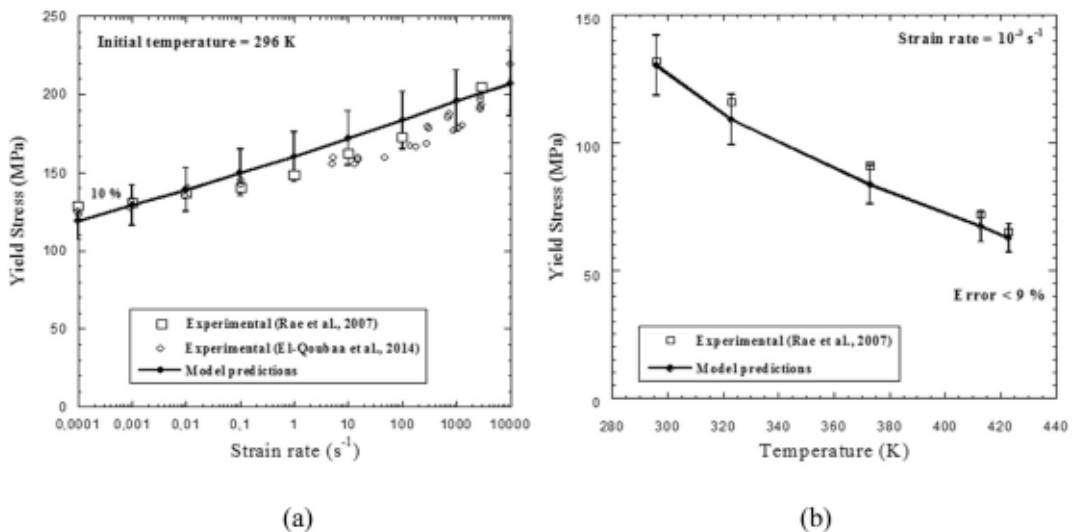 Initial temperature = 296 K
10 %
Experimental (Rae et al., 2007)
Experimental (El-Qoubaa et al., 2014)
Model predictions
Yield Stress (MPa)
250
200
150
100
50
0
0,0001 0,001 0,01 0,1 1 10 100 1000 10000
Strain rate (s⁻¹)
(a)
Strain rate = 10⁻³ s⁻¹
Error < 9 %
Experimental (Rae et al., 2007)
Model predictions
Yield Stress (MPa)
150
100
50
0
280 300 320 340 360 380 400 420 440
Temperature (K)
(b)